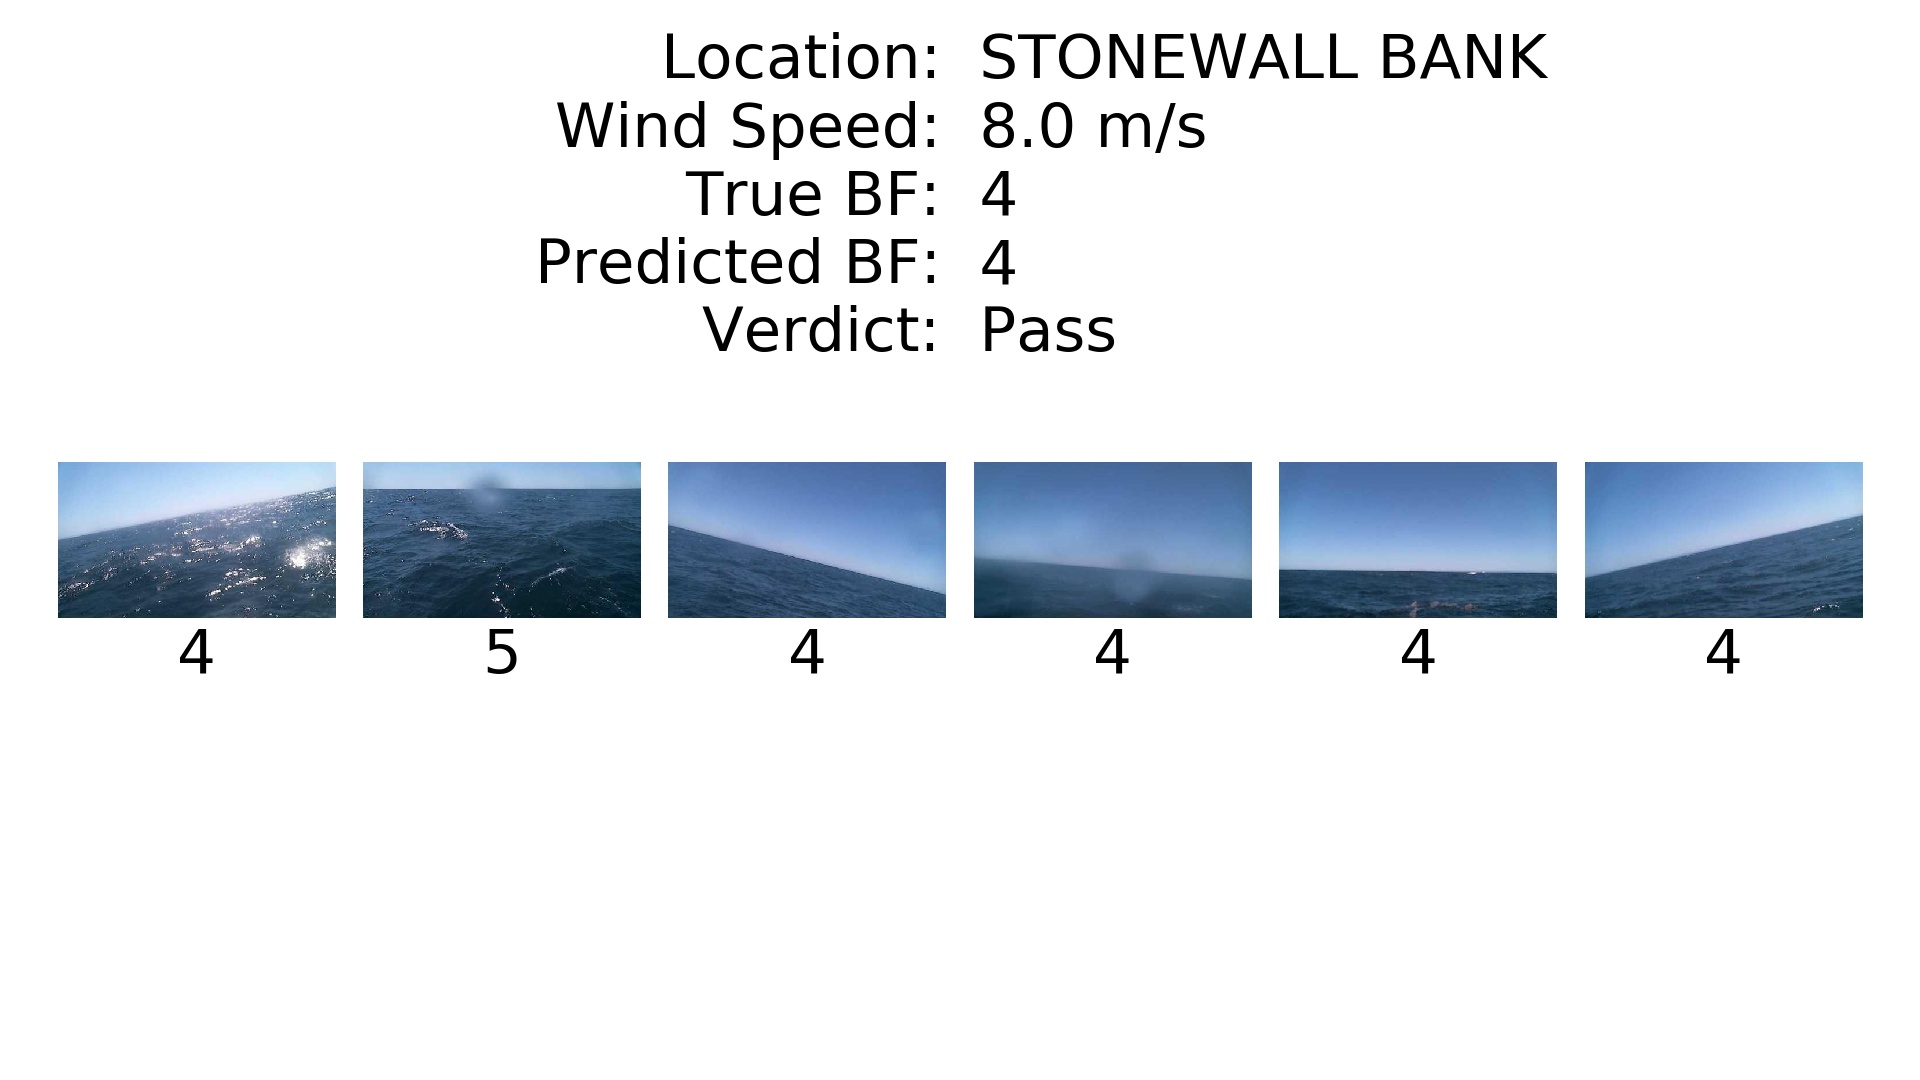 Location: STONEWALL BANK
Wind Speed: 8.0 m/s
True BF: 4
Predicted BF: 4
Verdict: Pass
4 5 4 4 4 4